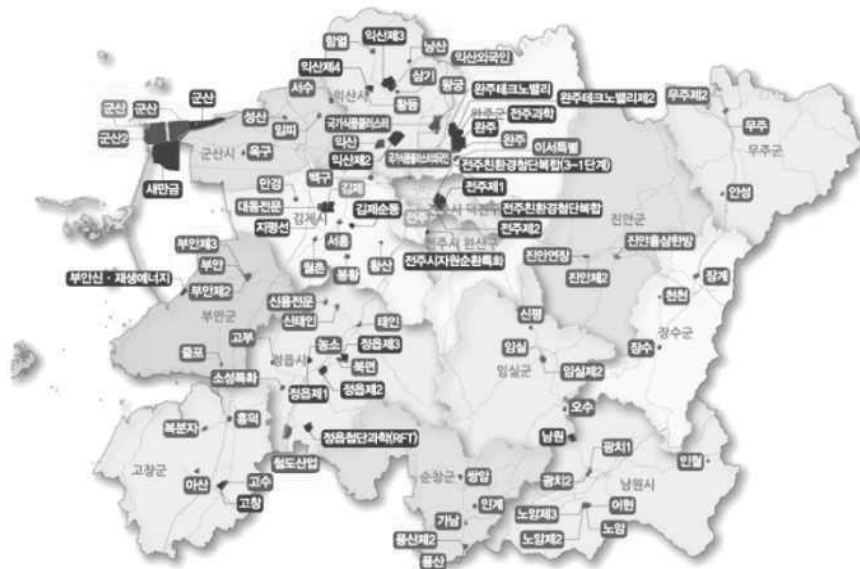 함열
익산제3
낭산
익산외국인
익산제4
삼기
왕궁
익산시
황등
완주테크노밸리
완주테크노밸리제2
무주제2
군산
군산
군산
서수
성산
임피
국가식품클러스터
완주군
전주과학
완주
무주
군산2
군산시
옥구
익산
완주
이서특별
무주군
익산제2
전주친환경첨단복합(3-1단계)
새만금
백구
김제
만경
전주제1
안성
대동전문
김제순동
전주친환경첨단복합
진안군
김제시
지평선
전주제2
부안제3
서흥
전주시자원순환특화
진안홍삼한방
부안
월촌
봉황
황산
진안연장
진안제2
장계
부안신·재생에너지
부안제2
천천
부안군
신용전문
신태인
태인
신평
장수군
고부
농소
정읍제3
임실
장수
줄포
정읍시
북면
임실군
임실제2
소성특화
정읍제1
정읍제2
오수
복분자
흥덕
정읍첨단과학(RFT)
남원
광치1
인월
고창군
철도산업
순창군
쌍암
광치2
남원시
아산
고수
고창
인계
노암제3
어현
가남
노암제2
노암
풍산제2
풍산